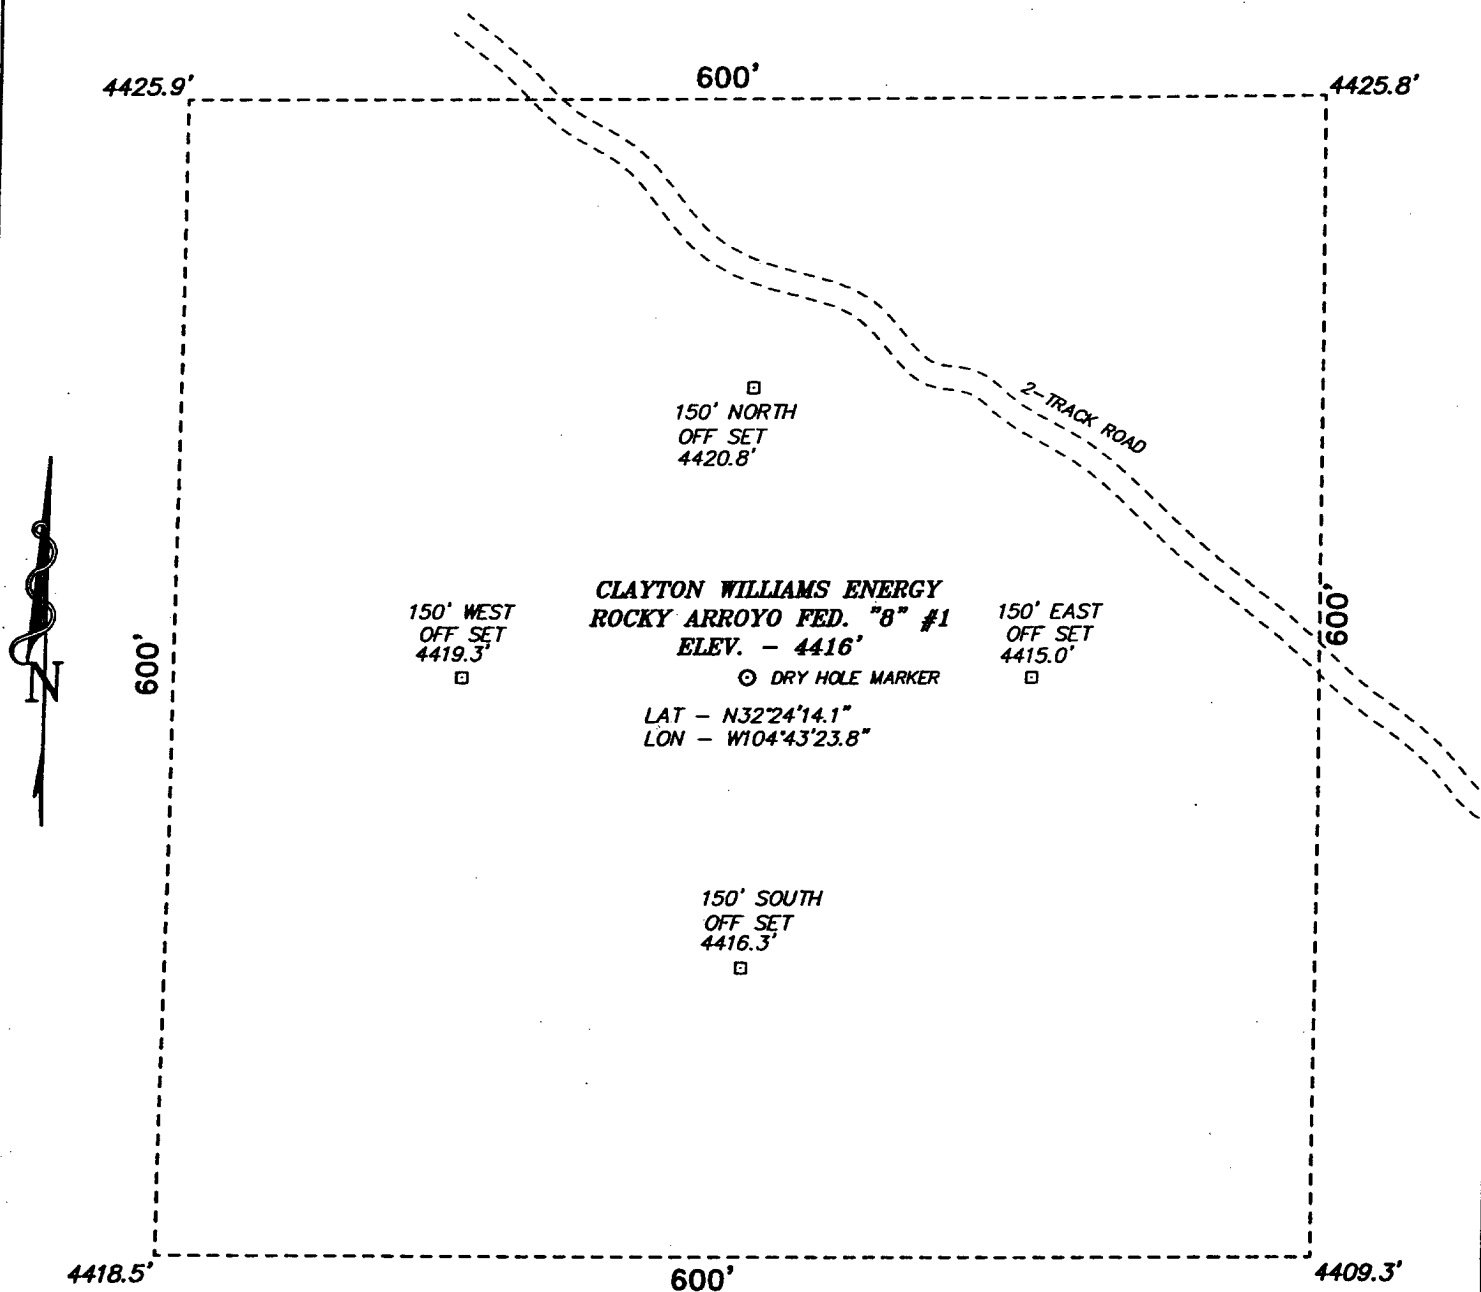 600'
4425.9'
4425.8'
2-TRACK ROAD
150' NORTH
OFF SET
4420.8'
CLAYTON WILLIAMS ENERGY
ROCKY ARROYO FED. "8" #1
ELEV. - 4416'
150' WEST
OFF SET
4419.3'
150' EAST
OFF SET
4415.0'
600'
600'
N
DRY HOLE MARKER
LAT - N32°24'14.1"
LON - W104°43'23.8"
150' SOUTH
OFF SET
4416.3'
4418.5'
600'
4409.3'